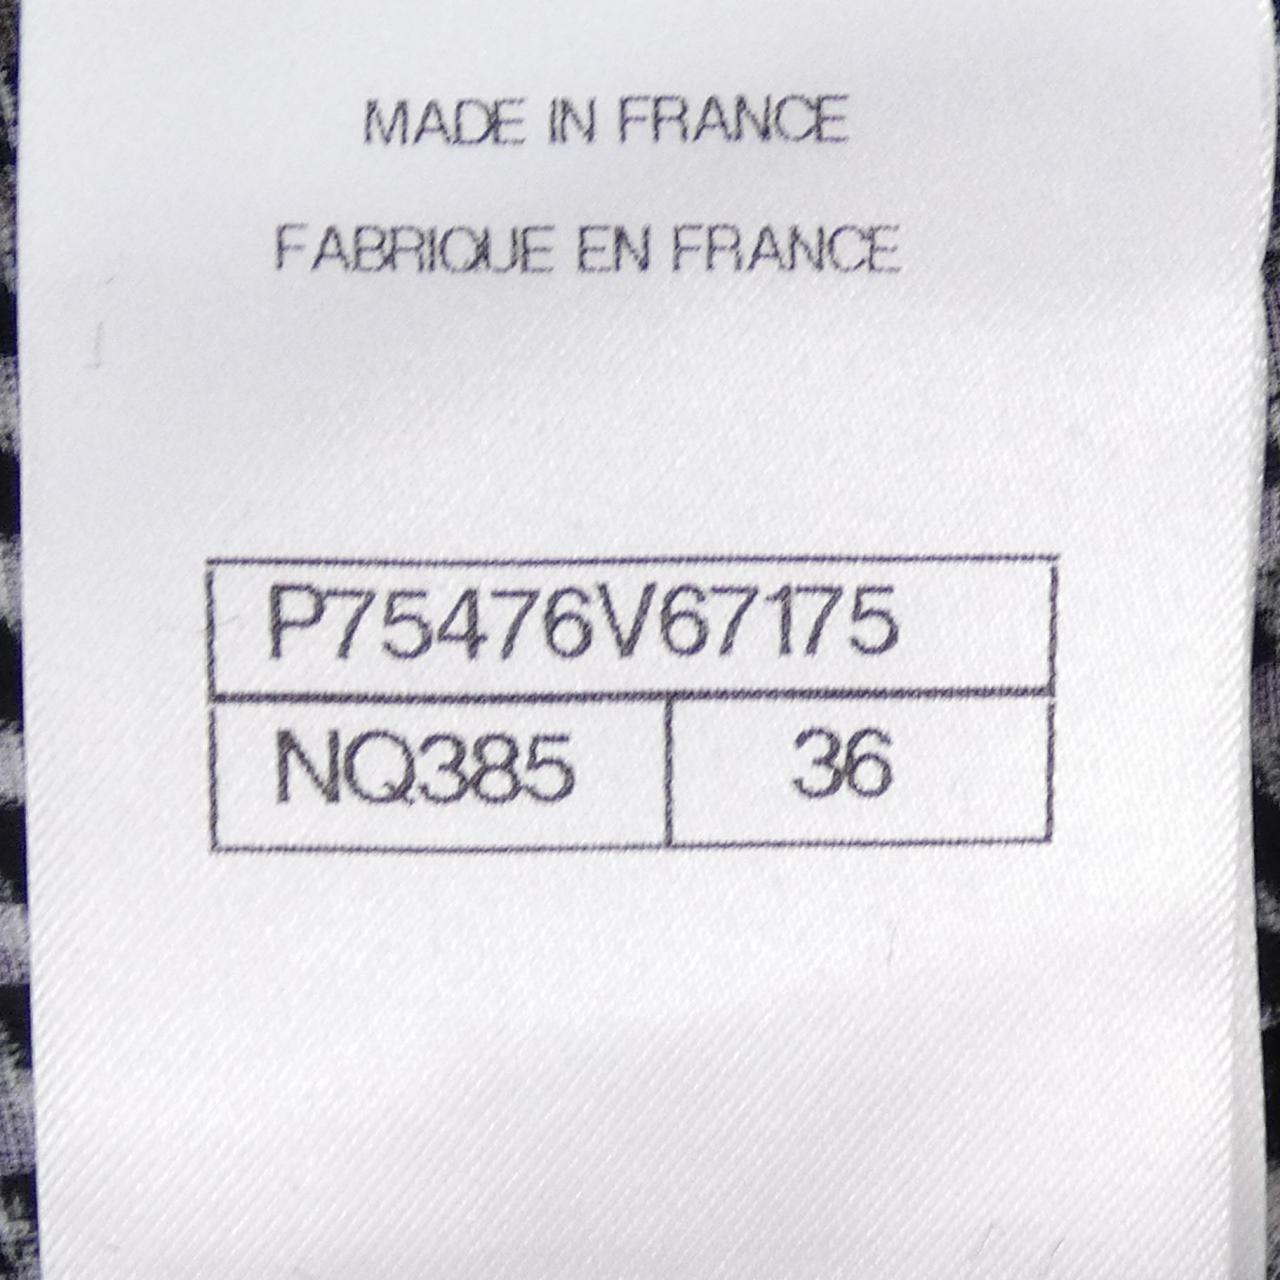 MADE IN FRANCE
FABRIQUE EN FRANCE
P75476V67175
NQ385 36